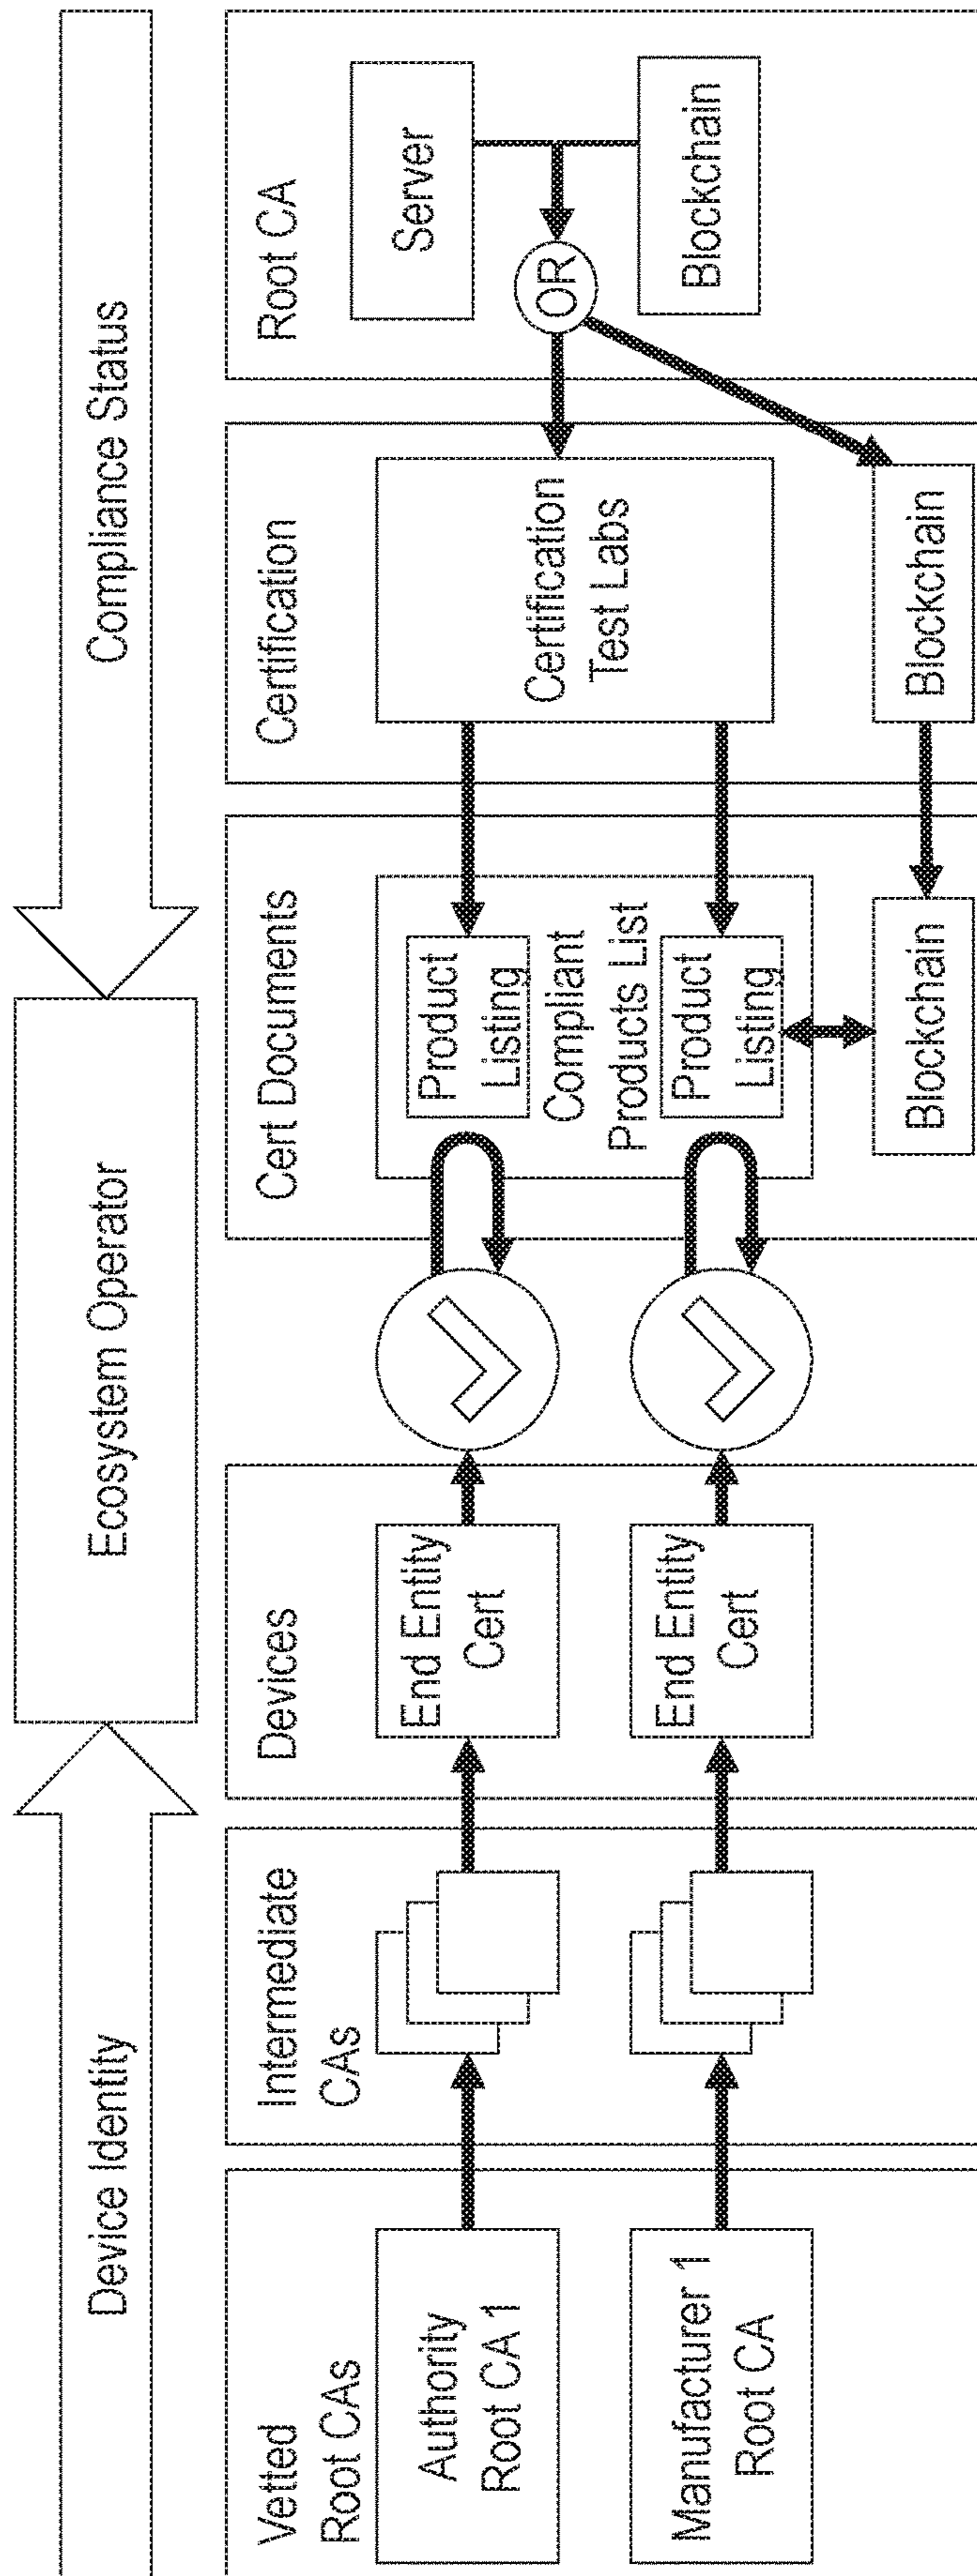 Device Identity
Ecosystem Operator
Compliance Status
Vetted
Root CAs
Authority
Root CA 1
Manufacturer 1
Root CA
Intermediate
CAs
Devices
End Entity
Cert
End Entity
Cert
Cert Documents
Product
Listing
Compliant
Products List
Product
Listing
Blockchain
Certification
Certification
Test Labs
Blockchain
Root CA
Server
OR
Blockchain